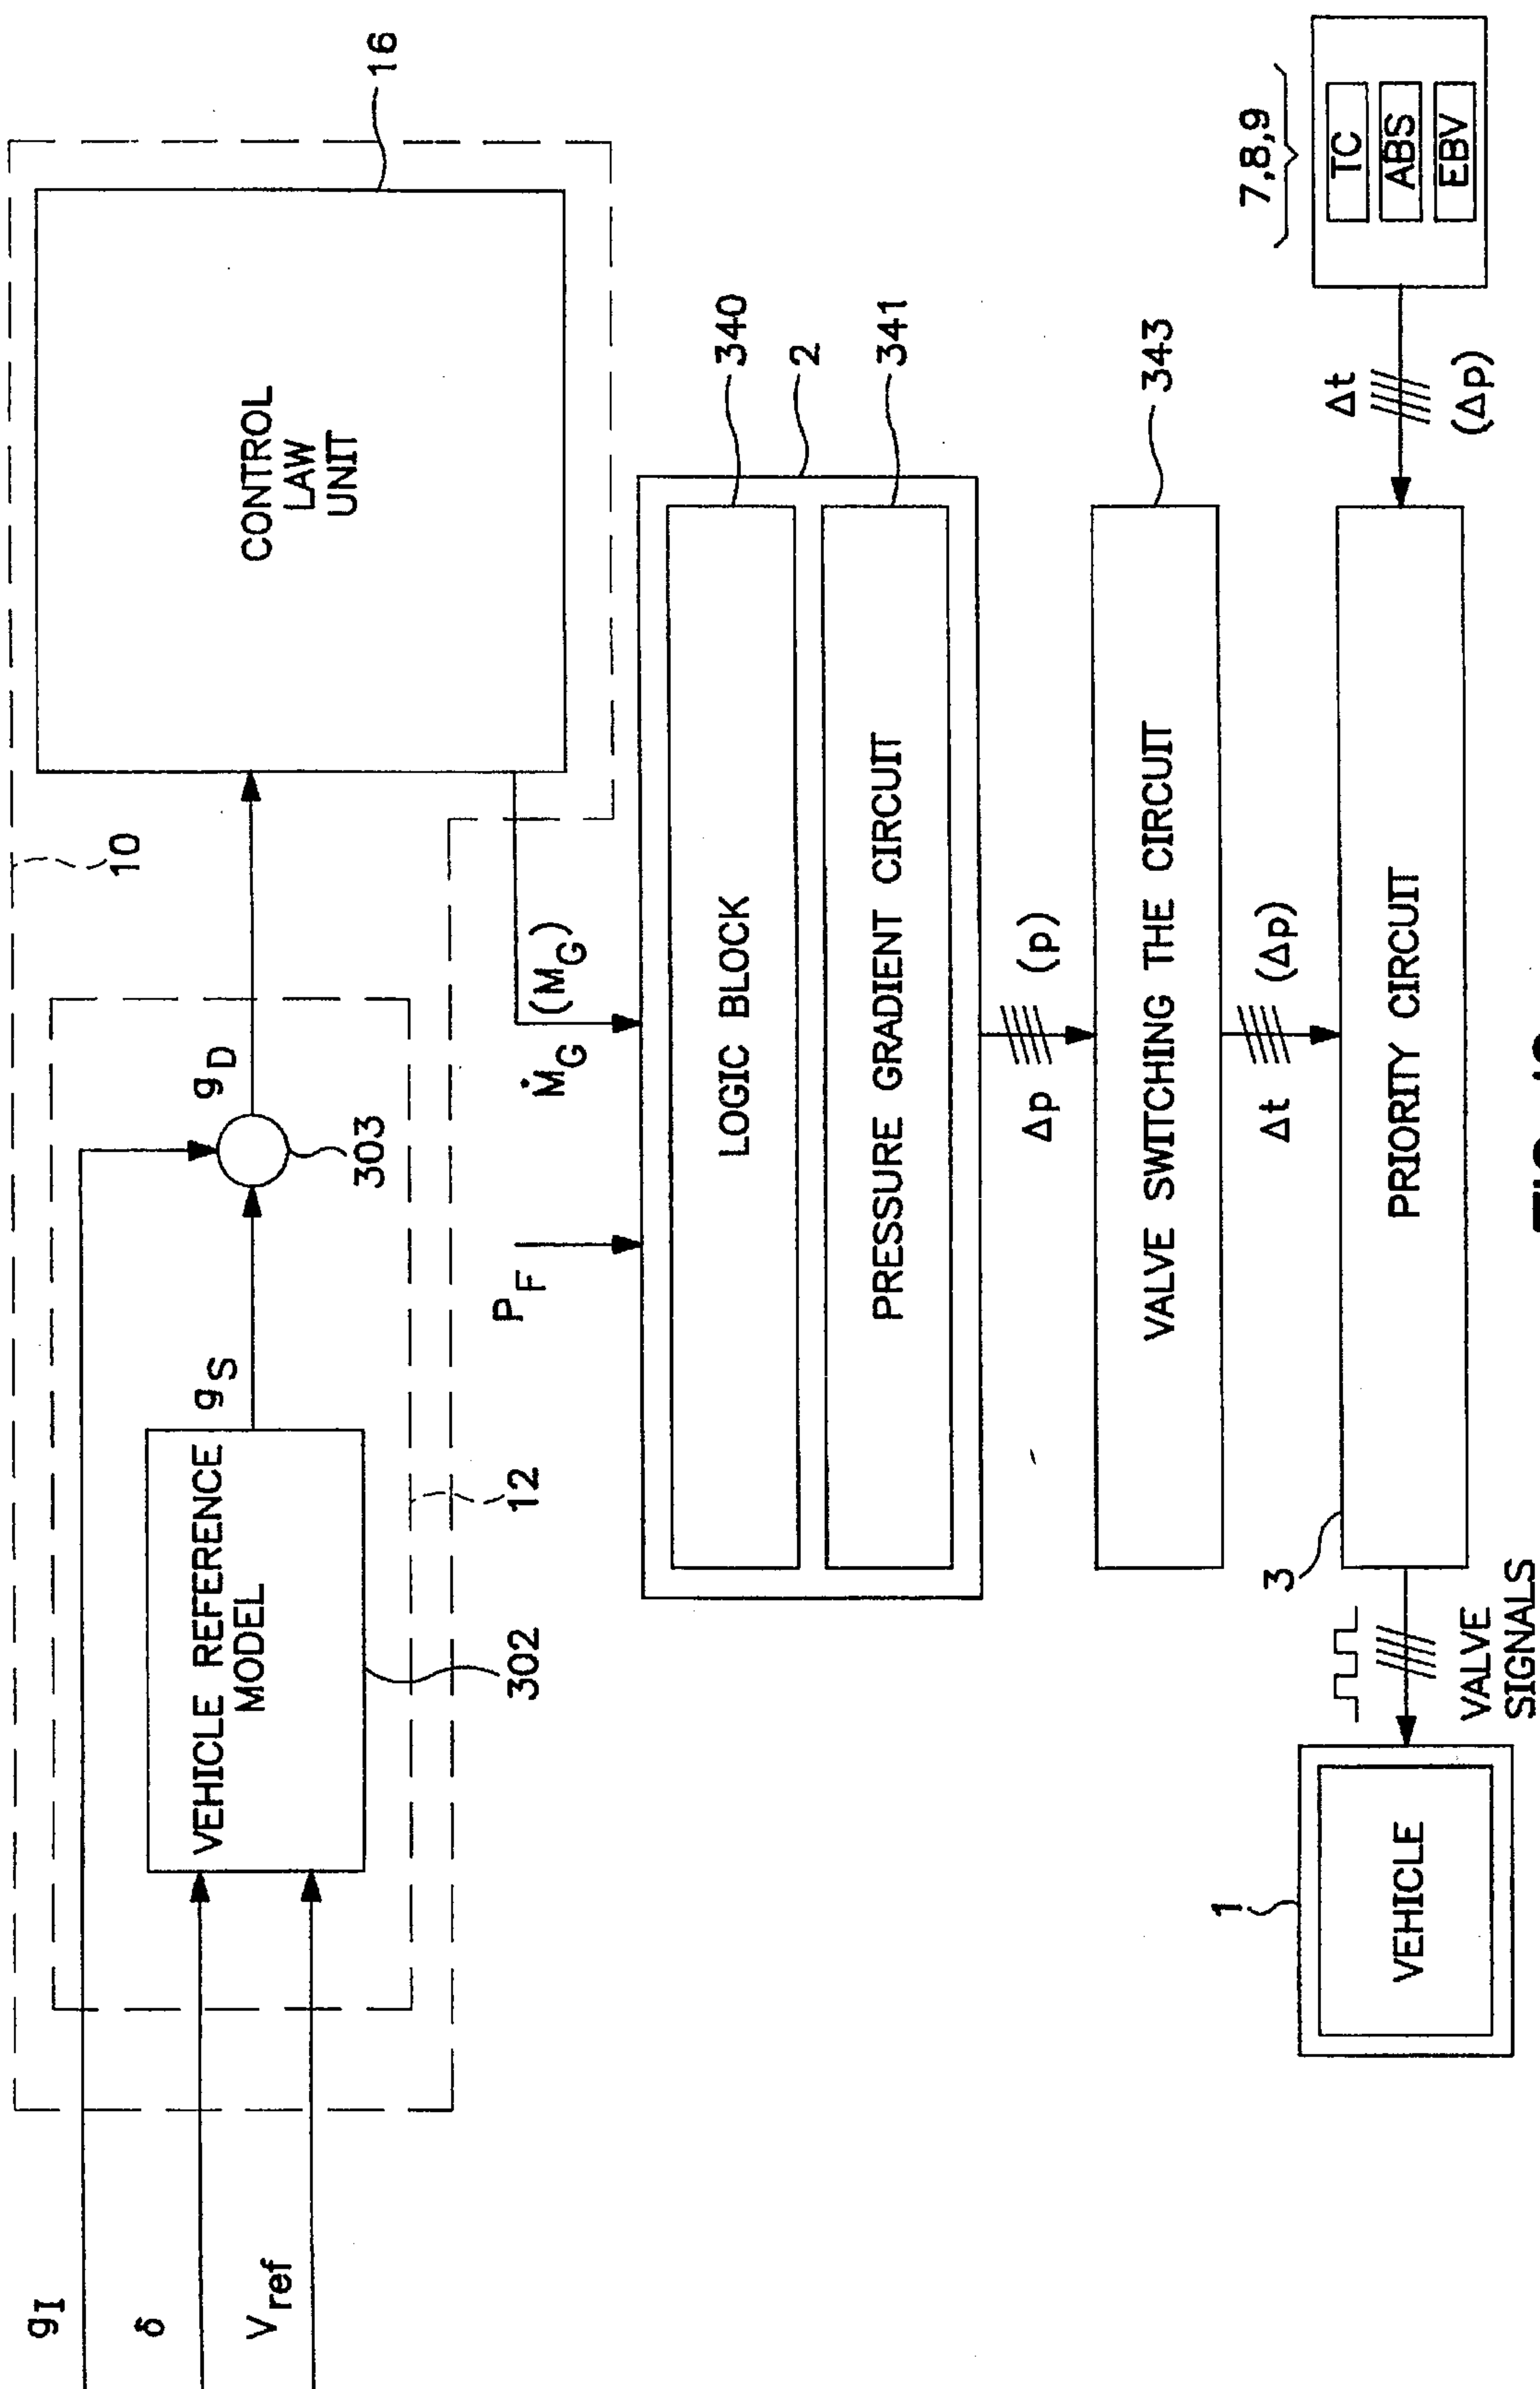 g_I
δ
V_ref
VEHICLE REFERENCE
MODEL
302
g_S
12
303
g_D
10
CONTROL
LAW
UNIT
16
P_F
Ṁ_G
(M_G)
LOGIC BLOCK
340
2
PRESSURE GRADIENT CIRCUIT
341
Δp
(p)
VALVE SWITCHING THE CIRCUIT
343
Δt
(Δp)
PRIORITY CIRCUIT
3
7,8,9
TC
ABS
EBV
Δt
(Δp)
VALVE
SIGNALS
1
VEHICLE